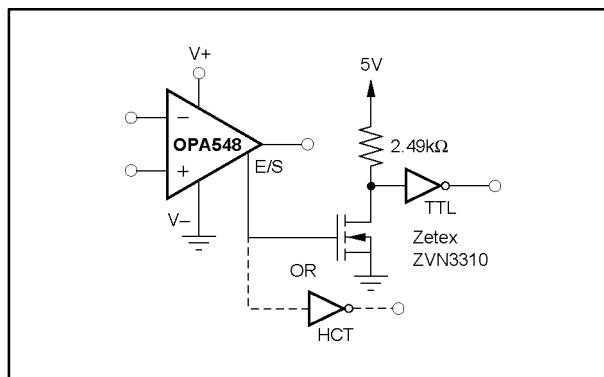 V+
5V
−
OPA548
+
E/S
2.49kΩ
TTL
V−
Zetex
ZVN3310
OR
HCT